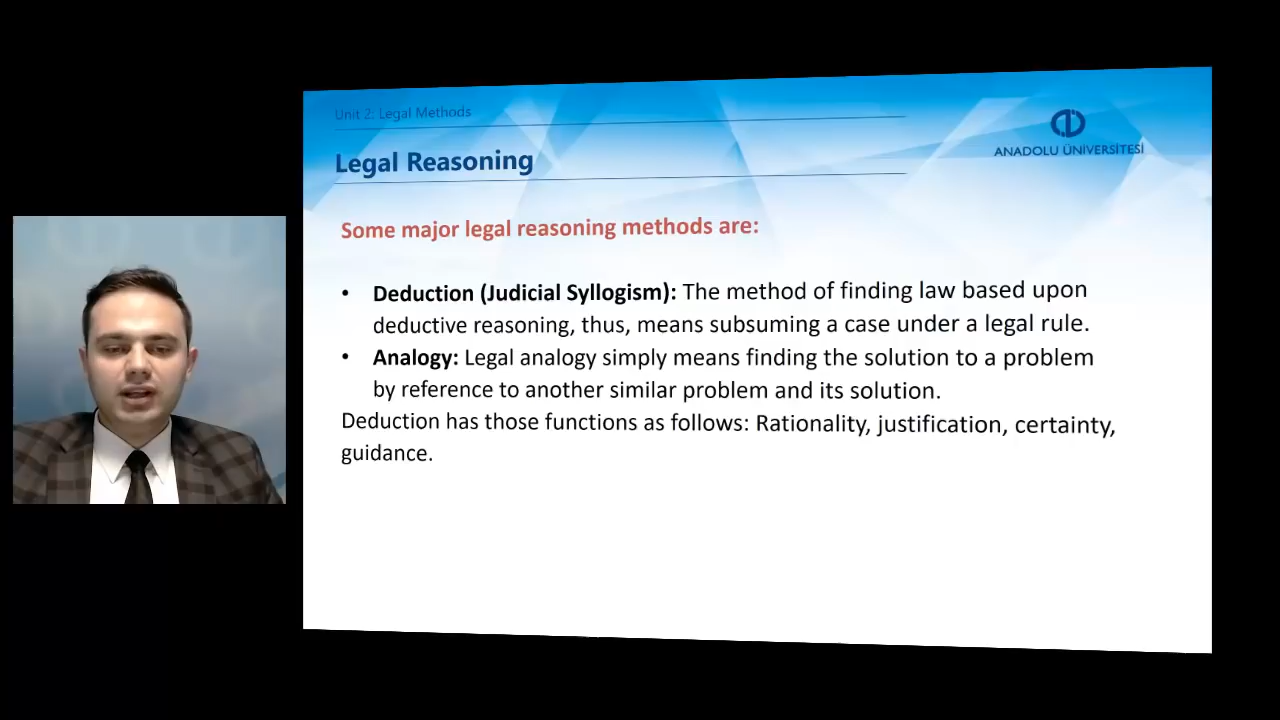 Unit 2: Legal Methods
Legal Reasoning
ANADOLU ÜNİVERSİTESİ
Some major legal reasoning methods are:
• Deduction (Judicial Syllogism): The method of finding law based upon
deductive reasoning, thus, means subsuming a case under a legal rule.
• Analogy: Legal analogy simply means finding the solution to a problem
by reference to another similar problem and its solution.
Deduction has those functions as follows: Rationality, justification, certainty,
guidance.